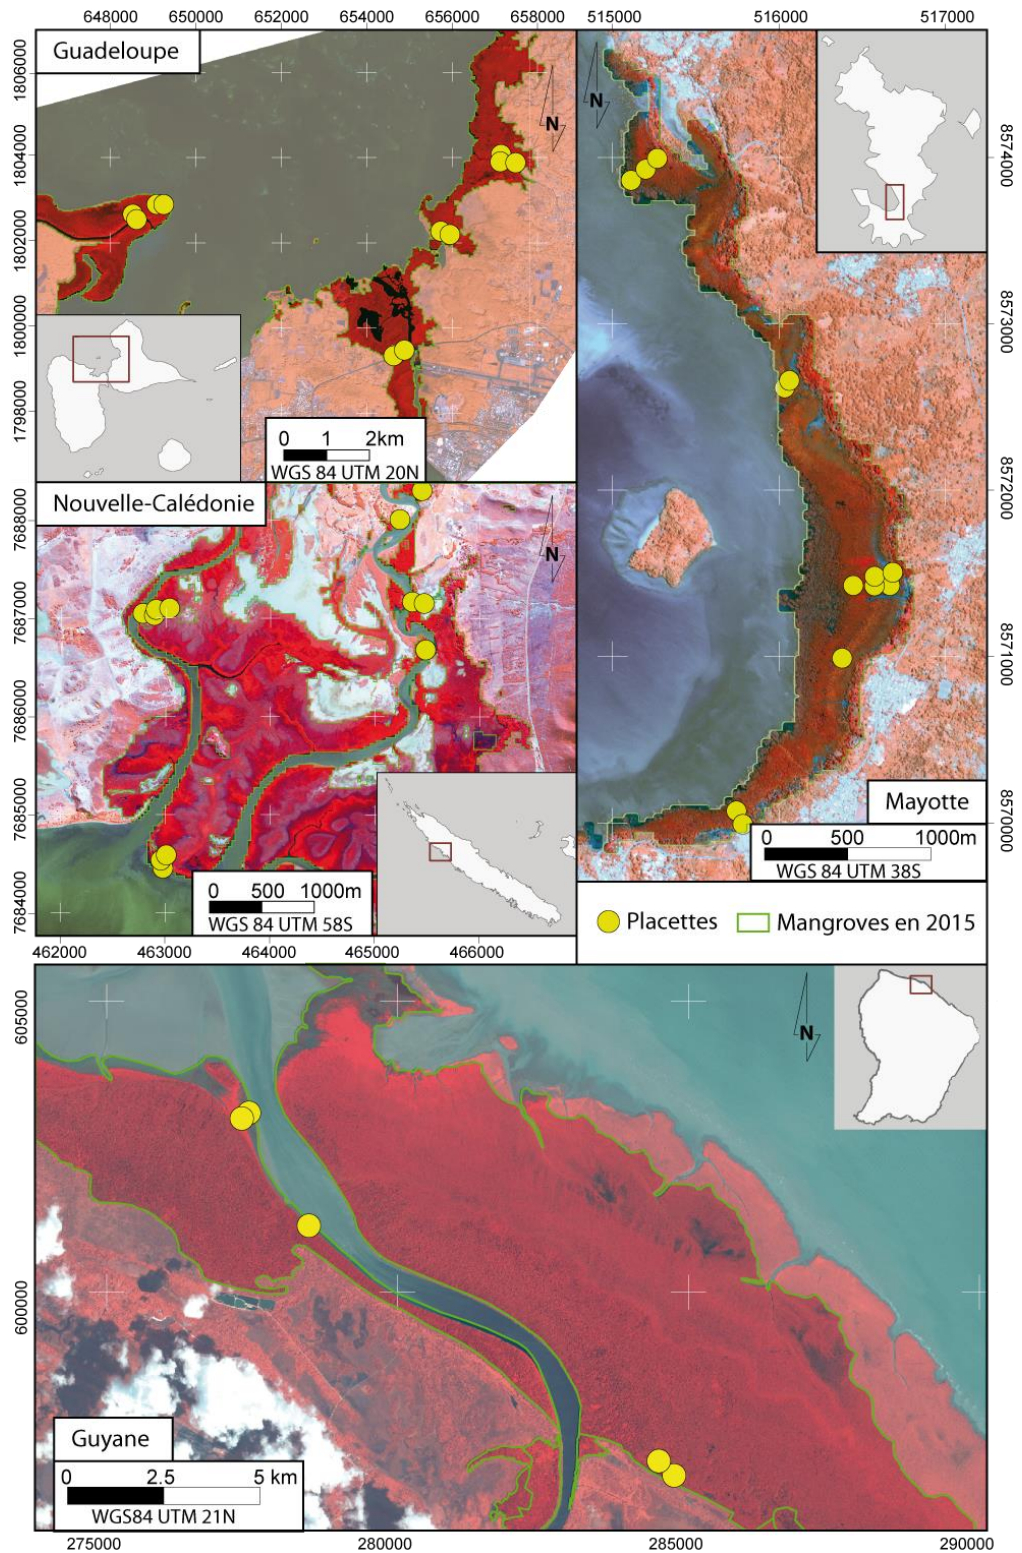 648000 650000 652000 654000 656000 658000
515000 516000 517000
Guadeloupe
1806000
1804000
1802000
1800000
1798000
N
0 1 2km
WGS 84 UTM 20N
N
8574000
8573000
8572000
8571000
8570000
Mayotte
0 500 1000m
WGS 84 UTM 38S
Nouvelle-Calédonie
7688000
7687000
7686000
7685000
7684000
N
0 500 1000m
WGS 84 UTM 58S
462000 463000 464000 465000 466000
Placettes
Mangroves en 2015
605000
600000
N
Guyane
0 2.5 5 km
WGS84 UTM 21N
275000 280000 285000 290000